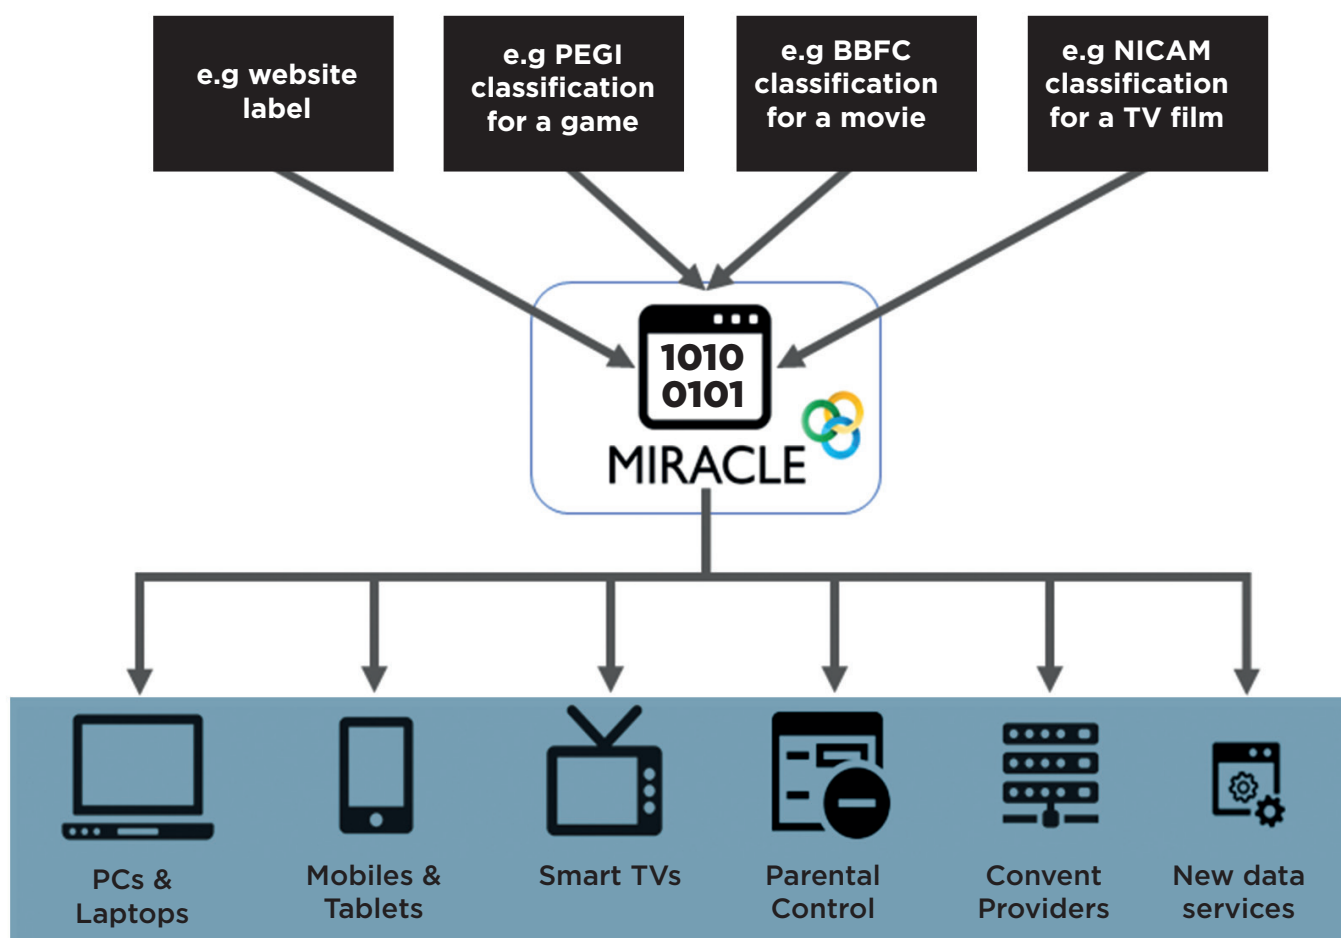 e.g website
label
e.g PEGI
classification
for a game
e.g BBFC
classification
for a movie
e.g NICAM
classification
for a TV film
1010
0101
MIRACLE
PCs &
Laptops
Mobiles &
Tablets
Smart TVs
Parental
Control
Convent
Providers
New data
services